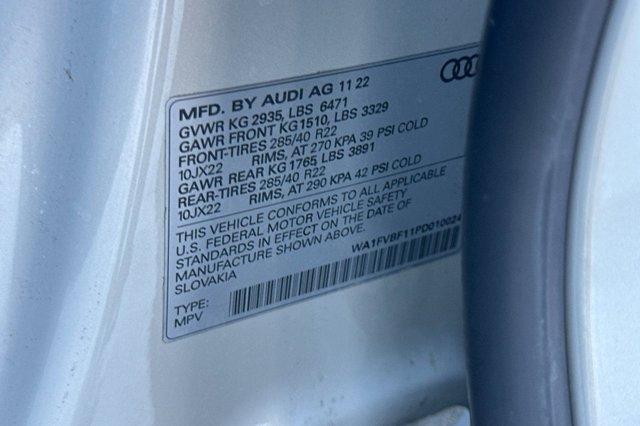 MFD. BY AUDI AG 11 22
GVWR KG 2935, LBS 6471
GAWR FRONT KG1510, LBS 3329
FRONT-TIRES 285/40 R22
10JX22 RIMS, AT 270 KPA 39 PSI COLD
GAWR REAR KG 1765 LBS 3891
REAR-TIRES 285/40 R22
10JX22 RIMS, AT 290 KPA 42 PSI COLD
THIS VEHICLE CONFORMS TO ALL APPLICABLE
U.S. FEDERAL MOTOR VEHICLE SAFETY
STANDARDS IN EFFECT ON THE DATE OF
MANUFACTURE SHOWN ABOVE.
SLOVAKIA
WA1FVBF11PD010024
TYPE:
MPV